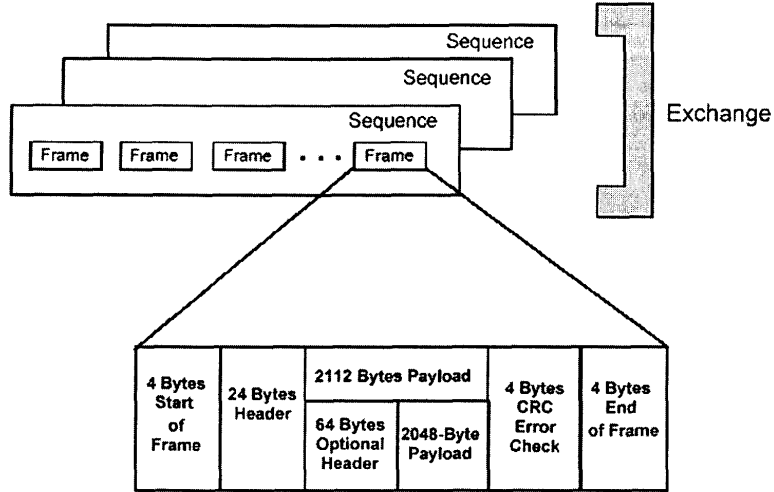 Sequence
Sequence
Sequence
Exchange
Frame Frame Frame . . . Frame
4 Bytes
Start
of
Frame
24 Bytes
Header
2112 Bytes Payload
64 Bytes
Optional
Header
2048-Byte
Payload
4 Bytes
CRC
Error
Check
4 Bytes
End
of Frame